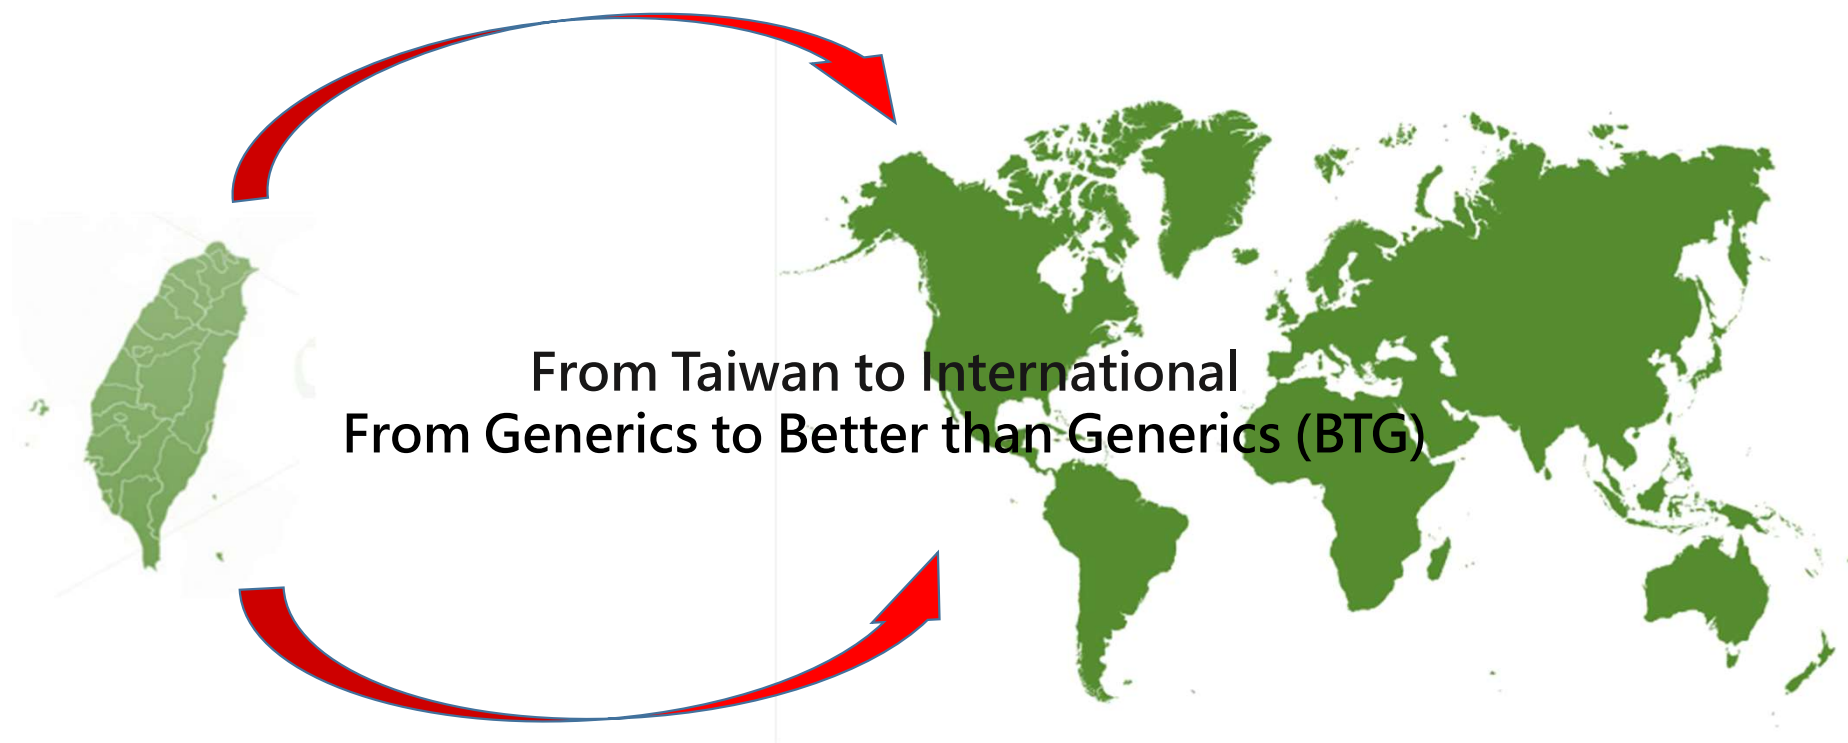 From Taiwan to International
From Generics to Better than Generics (BTG)